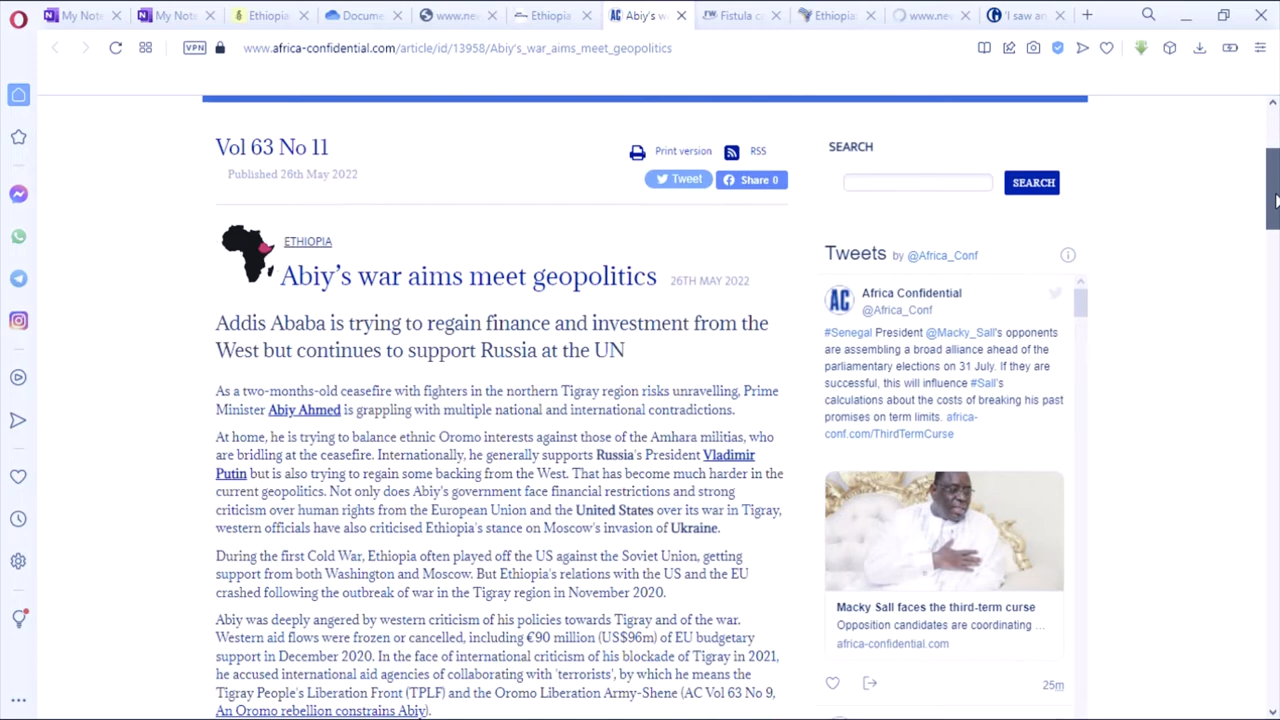 My Note
My Note
Ethiopia
Docume
www.nev
Ethiopia
Abiy's w
Fistula c
Ethiopia
www.nev
'I saw an
VPN
www.africa-confidential.com/article/id/13958/Abiy's_war_aims_meet_geopolitics
Vol 63 No 11
Print version
RSS
Published 26th May 2022
Tweet
Share 0
SEARCH
SEARCH
ETHIOPIA
Abiy's war aims meet geopolitics 26TH MAY 2022
Addis Ababa is trying to regain finance and investment from the
West but continues to support Russia at the UN
As a two-months-old ceasefire with fighters in the northern Tigray region risks unravelling, Prime
Minister Abiy Ahmed is grappling with multiple national and international contradictions.
At home, he is trying to balance ethnic Oromo interests against those of the Amhara militias, who
are bridling at the ceasefire. Internationally, he generally supports Russia's President Vladimir
Putin but is also trying to regain some backing from the West. That has become much harder in the
current geopolitics. Not only does Abiy's government face financial restrictions and strong
criticism over human rights from the European Union and the United States over its war in Tigray,
western officials have also criticised Ethiopia's stance on Moscow's invasion of Ukraine.
During the first Cold War, Ethiopia often played off the US against the Soviet Union, getting
support from both Washington and Moscow. But Ethiopia's relations with the US and the EU
crashed following the outbreak of war in the Tigray region in November 2020.
Abiy was deeply angered by western criticism of his policies towards Tigray and of the war.
Western aid flows were frozen or cancelled, including €90 million (US$96m) of EU budgetary
support in December 2020. In the face of international criticism of his blockade of Tigray in 2021,
he accused international aid agencies of collaborating with 'terrorists', by which he means the
Tigray People's Liberation Front (TPLF) and the Oromo Liberation Army-Shene (AC Vol 63 No 9,
An Oromo rebellion constrains Abiy).
Tweets by @Africa_Conf
AC
Africa Confidential
@Africa_Conf
#Senegal President @Macky_Sall's opponents
are assembling a broad alliance ahead of the
parliamentary elections on 31 July. If they are
successful, this will influence #Sall's
calculations about the costs of breaking his past
promises on term limits. africa-
conf.com/ThirdTermCurse
Macky Sall faces the third-term curse
Opposition candidates are coordinating ...
africa-confidential.com
25m